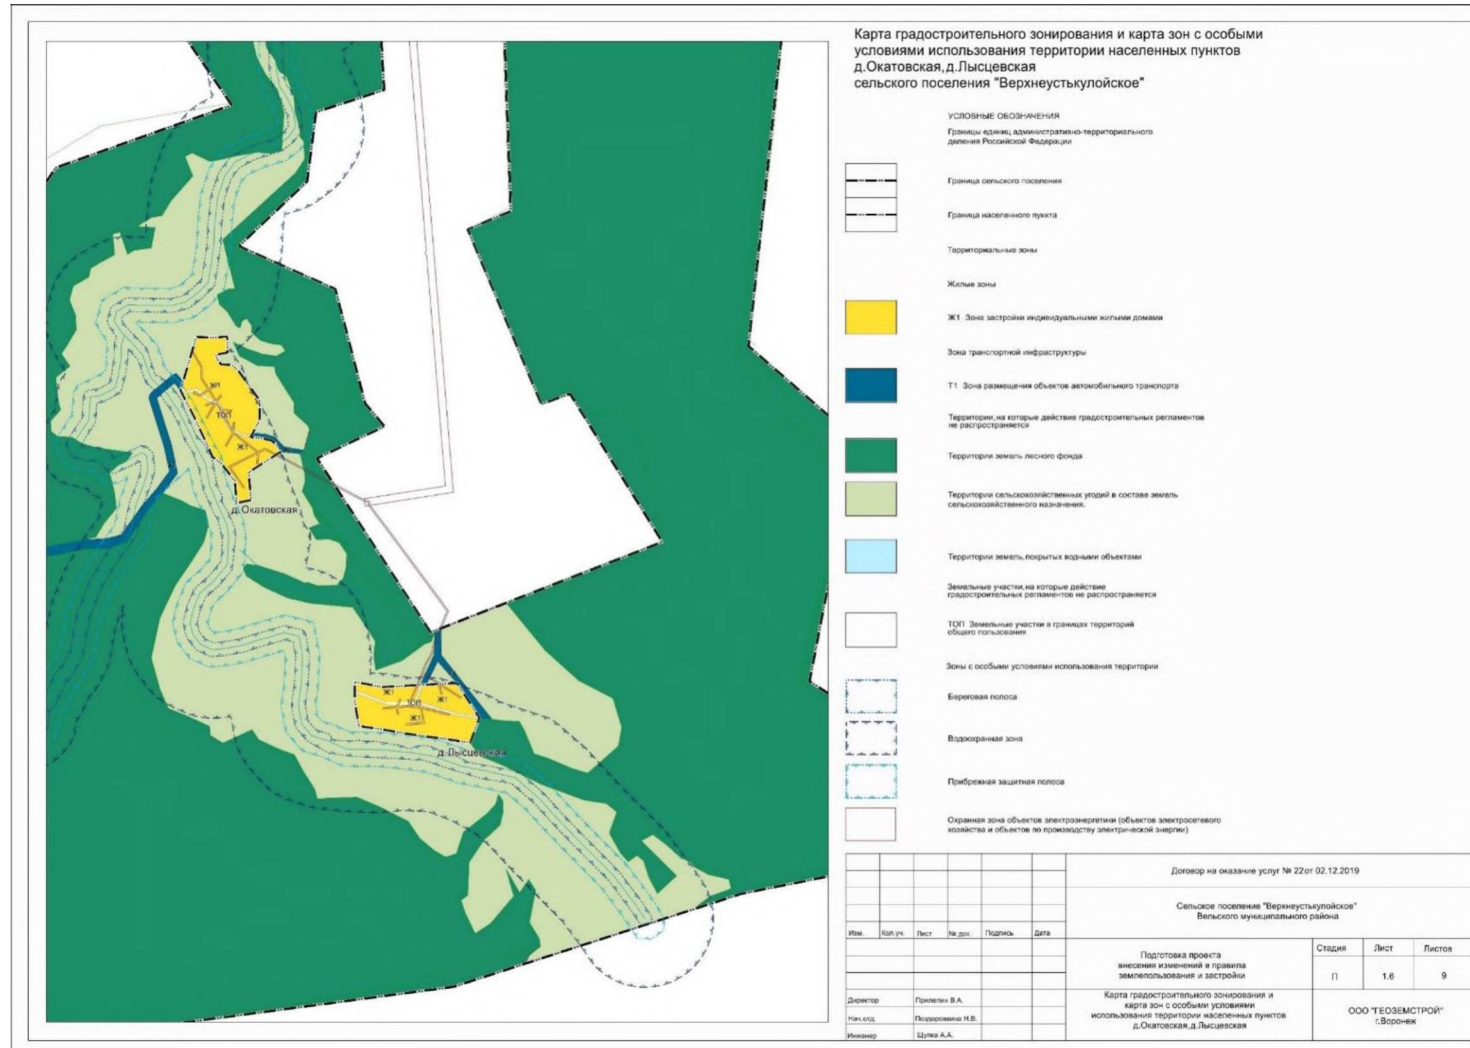 Карта градостроительного зонирования и карта зон с особыми
условиями использования территории населенных пунктов
д.Окатовская,д.Лысцевская
сельского поселения "Верхнеустькулойское"
УСЛОВНЫЕ ОБОЗНАЧЕНИЯ
Границы единиц административно-территориального
деления Российской Федерации
Граница сельского поселения
Граница населенного пункта
Территориальные зоны
Жилые зоны
Ж1 Зона застройки индивидуальными жилыми домами
Зона транспортной инфраструктуры
Т1 Зона размещения объектов автомобильного транспорта
Территории,на которые действие градостроительных регламентов
не распространяется
Территории земель лесного фонда
Территории сельскохозяйственных угодий в составе земель
сельскохозяйственного назначения.
Территории земель,покрытых водными объектами
Земельные участки,на которые действие
градостроительных регламентов не распространяется
ТОП Земельные участки в границах территорий
общего пользования
Зоны с особыми условиями использования территории
Береговая полоса
Водоохранная зона
Прибрежная защитная полоса
Охранная зона объектов электроэнергетики (объектов электросетевого
хозяйства и объектов по производству электрической энергии)
Ж1
ТОП
Ж1
д.Окатовская
Ж1
Ж1
ТОП
Ж1
д.Лысцевская
Договор на оказание услуг № 22от 02.12.2019
Сельское поселение "Верхнеустькулойское"
Вельского муниципального района
Изм. Кол.уч. Лист № док. Подпись Дата
Подготовка проекта
внесения изменений в правила
землепользования и застройки
Стадия Лист Листов
П 1.6 9
Директор Прилепин В.А.
Нач.отд. Н.В.
Инженер Щупка А.А.
Карта градостроительного зонирования и
карта зон с особыми условиями
использования территории населенных пунктов
д.Окатовская,д.Лысцевская
ООО "ГЕОЗЕМСТРОЙ"
г.Воронеж